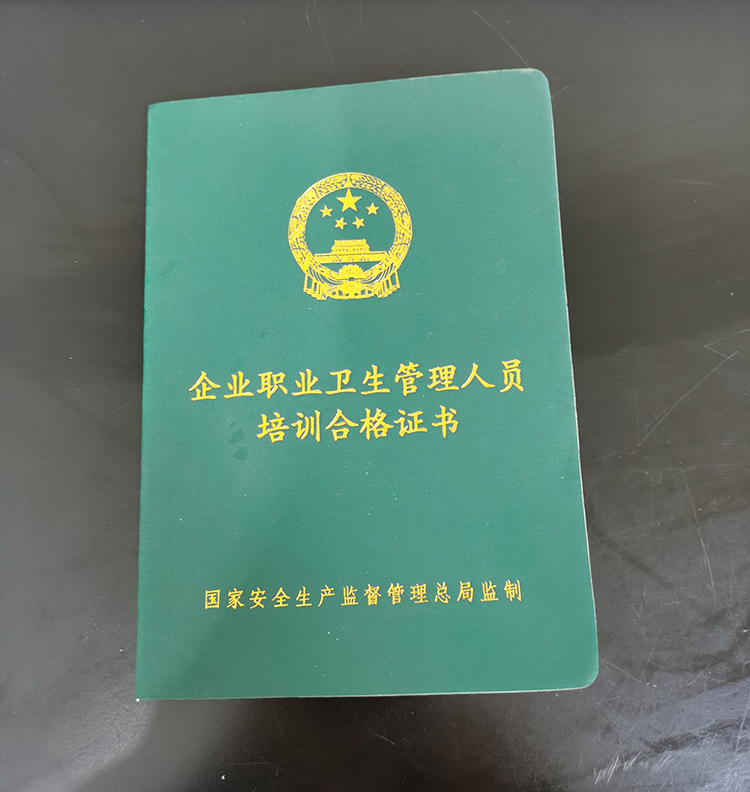 企业职业卫生管理人员
培训合格证书
国家安全生产监督管理总局监制